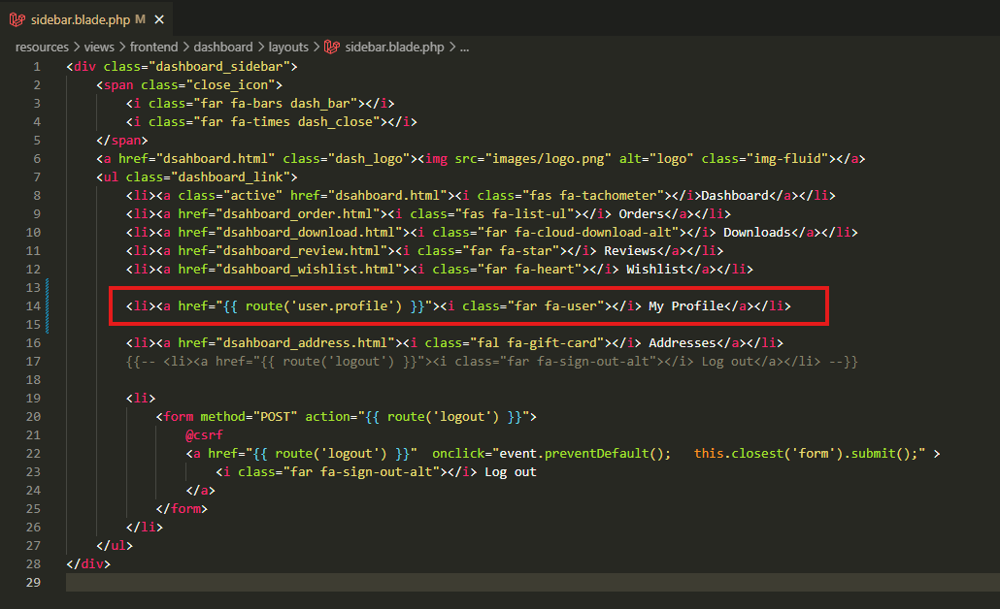 sidebar.blade.php M ×
resources > views > frontend > dashboard > layouts > sidebar.blade.php > ...
1 <div class="dashboard_sidebar">
2 <span class="close_icon">
3 <i class="far fa-bars dash_bar"></i>
4 <i class="far fa-times dash_close"></i>
5 </span>
6 <a href="dsahboard.html" class="dash_logo"><img src="images/logo.png" alt="logo" class="img-fluid"></a>
7 <ul class="dashboard_link">
8 <li><a class="active" href="dsahboard.html"><i class="fas fa-tachometer"></i>Dashboard</a></li>
9 <li><a href="dsahboard_order.html"><i class="fas fa-list-ul"></i> Orders</a></li>
10 <li><a href="dsahboard_download.html"><i class="far fa-cloud-download-alt"></i> Downloads</a></li>
11 <li><a href="dsahboard_review.html"><i class="far fa-star"></i> Reviews</a></li>
12 <li><a href="dsahboard_wishlist.html"><i class="far fa-heart"></i> Wishlist</a></li>
13
14 <li><a href="{{ route('user.profile') }}"><i class="far fa-user"></i> My Profile</a></li>
15
16 <li><a href="dsahboard_address.html"><i class="fal fa-gift-card"></i> Addresses</a></li>
17 {{-- <li><a href="{{ route('logout') }}"><i class="far fa-sign-out-alt"></i> Log out</a></li> --}}
18
19 <li>
20 <form method="POST" action="{{ route('logout') }}">
21 @csrf
22 <a href="{{ route('logout') }}"  onclick="event.preventDefault();   this.closest('form').submit();" >
23 <i class="far fa-sign-out-alt"></i> Log out
24 </a>
25 </form>
26 </li>
27 </ul>
28 </div>
29